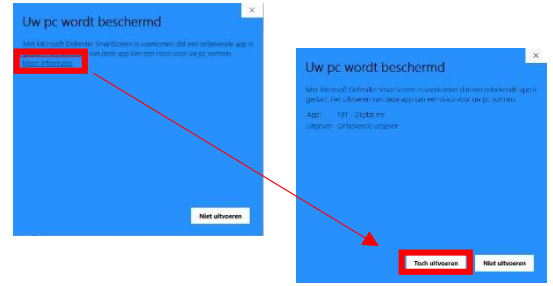 Uw pc wordt beschermd
Met Microsoft Defender SmartScreen is voorkomen dat een onbekende app is
gestart. Het uitvoeren van deze app kan een risico voor uw pc vormen.
Meer informatie
Niet uitvoeren
Uw pc wordt beschermd
Met Microsoft Defender SmartScreen is voorkomen dat een onbekende app is
gestart. Het uitvoeren van deze app kan een risico voor uw pc vormen.
App:
Uitgever: Onbekende uitgever
Toch uitvoeren Niet uitvoeren